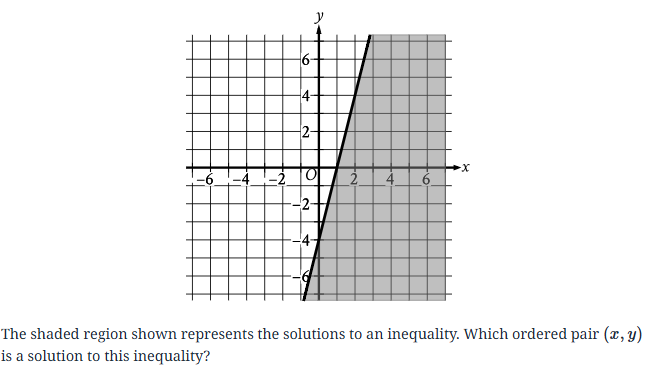 y
6
4
2
-6 -4 -2 O 2 4 6 x
-2
-4
-6
The shaded region shown represents the solutions to an inequality. Which ordered pair (x, y)
is a solution to this inequality?